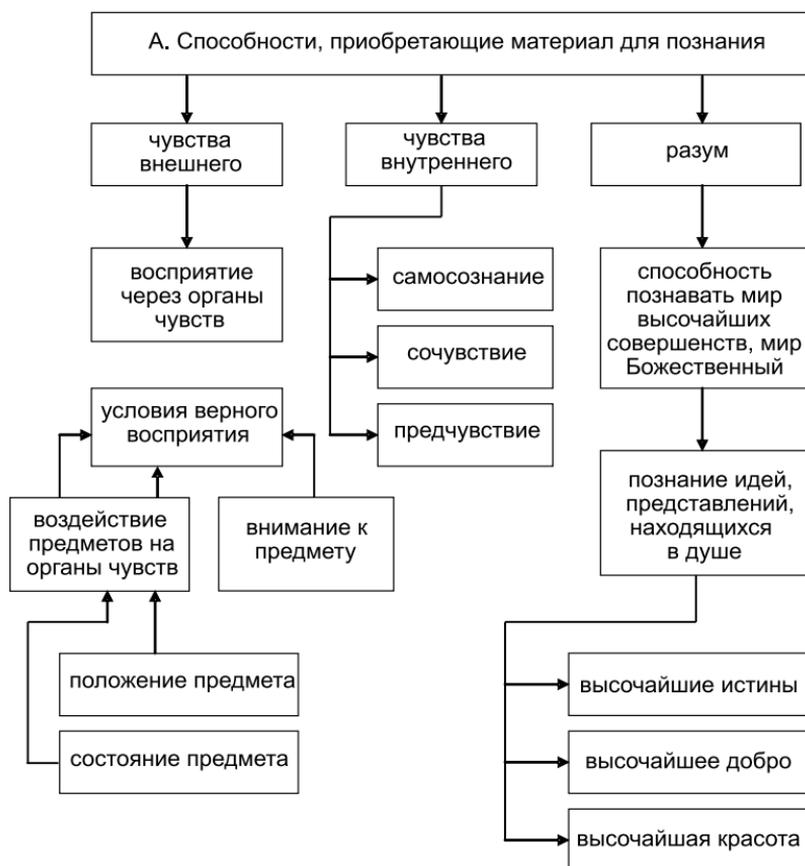 А. Способности, приобретающие материал для познания
чувства
внешнего
чувства
внутреннего
разум
восприятие
через органы
чувств
самосознание
сочувствие
предчувствие
способность
познавать мир
высочайших
совершенств, мир
Божественный
условия верного
восприятия
воздействие
предметов на
органы чувств
внимание к
предмету
познание идей,
представлений,
находящихся
в душе
положение предмета
состояние предмета
высочайшие истины
высочайшее добро
высочайшая красота